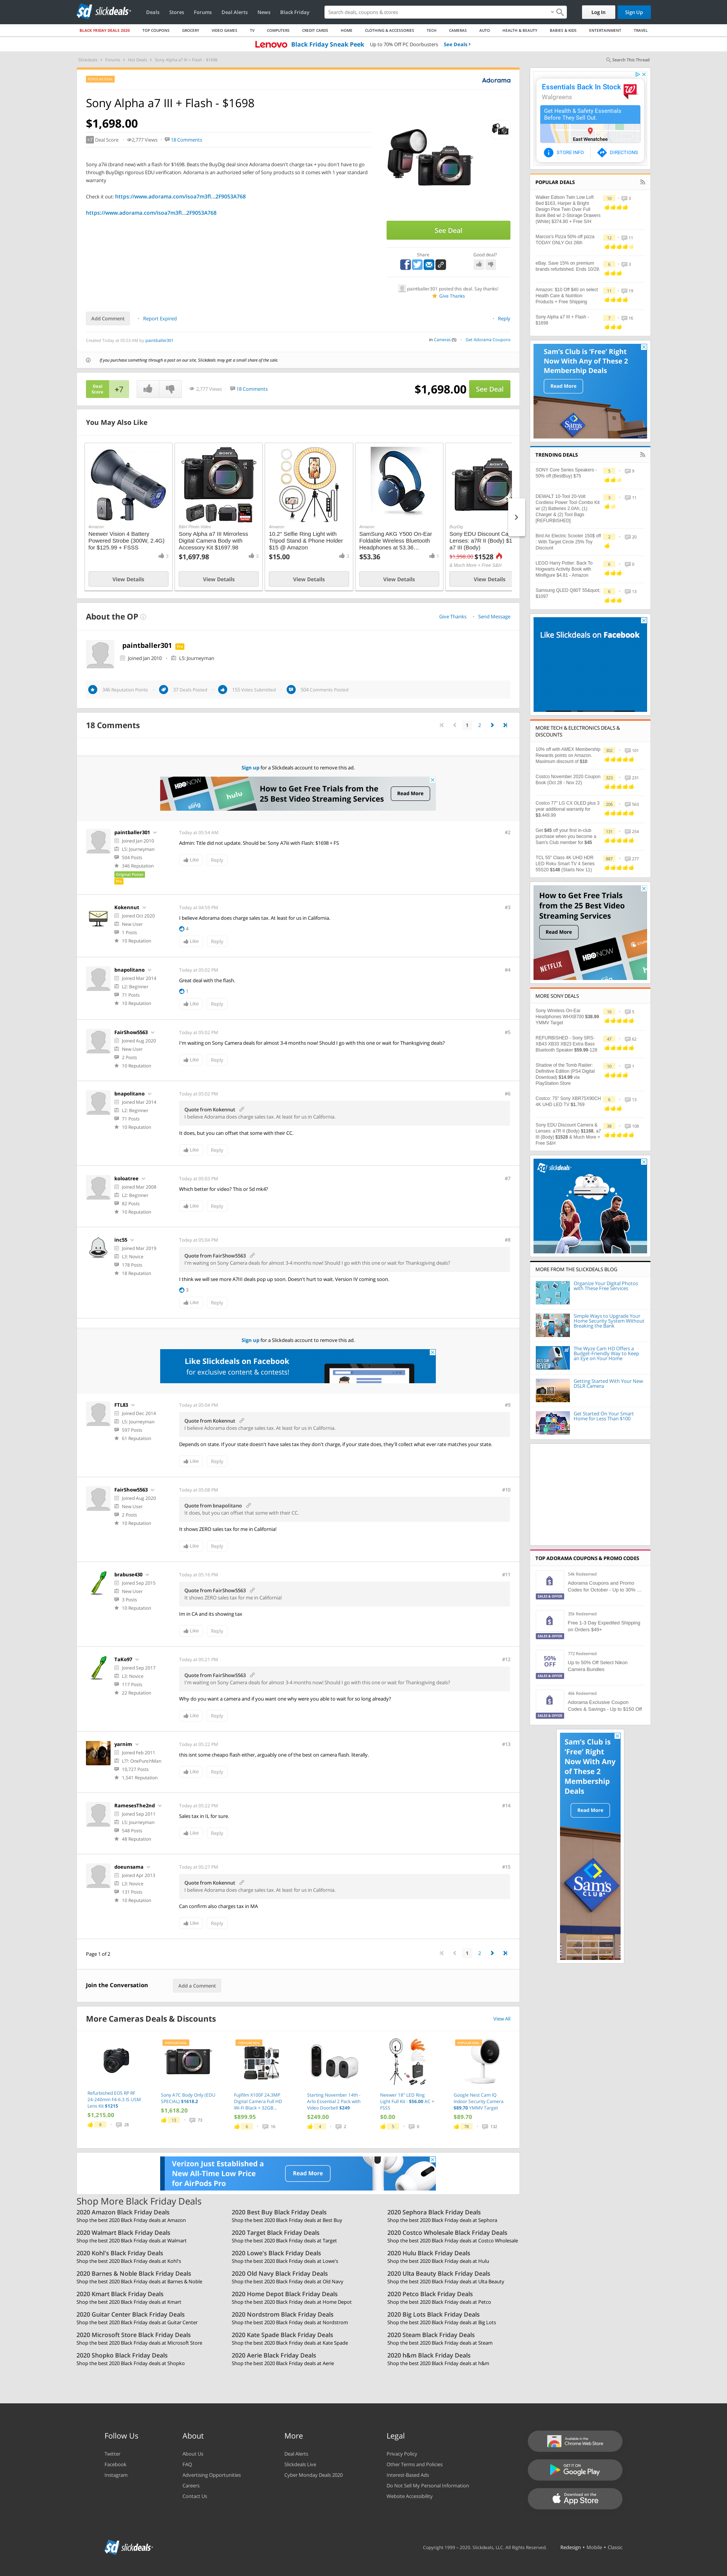 sd slickdeals
Deals Stores Forums Deal Alerts News Black Friday
Search deals, coupons & stores
Log In Sign Up
BLACK FRIDAY DEALS 2020 TOP COUPONS GROCERY VIDEO GAMES TV COMPUTERS CREDIT CARDS HOME CLOTHING & ACCESSORIES TECH CAMERAS AUTO HEALTH & BEAUTY BABIES & KIDS ENTERTAINMENT TRAVEL
Lenovo Black Friday Sneak Peek Up to 70% Off PC Doorbusters See Deals
Slickdeals Forums Hot Deals Sony Alpha a7 III + Flash - $1698
Search This Thread
Adorama
Sony Alpha a7 III + Flash - $1698
$1,698.00
+7 Deal Score 2,777 Views 18 Comments
Sony a7iii (brand new) with a flash for $1698. Beats the BuyDig deal since Adorama doesn't charge tax + you don't have to go through BuyDigs rigorous EDU verification. Adorama is an authorized seller of Sony products so it comes with 1 year standard warranty
Check it out: https://www.adorama.com/isoa7m3fl...2F9053A768
https://www.adorama.com/isoa7m3fl...2F9053A768
See Deal
Share Good deal?
paintballer301 posted this deal. Say thanks!
Give Thanks
Add Comment Report Expired Reply
Created Today at 05:53 AM by paintballer301
in Cameras (5) Get Adorama Coupons
If you purchase something through a post on our site, Slickdeals may get a small share of the sale.
Deal Score +7 2,777 Views 18 Comments $1,698.00 See Deal
You May Also Like
Amazon
Neewer Vision 4 Battery Powered Strobe (300W, 2.4G) for $125.99 + FSSS
B&H Photo-Video
Sony Alpha a7 III Mirrorless Digital Camera Body with Accessory Kit $1697.98
$1,697.98
Amazon
10.2" Selfie Ring Light with Tripod Stand & Phone Holder $15 @ Amazon
$15.00
Amazon
SamSung AKG Y500 On-Ear Foldable Wireless Bluetooth Headphones at 53.36...
$53.36
BuyDig
Sony EDU Discount Ca
Lenses: a7R II (Body) $1
a7 III (Body)
$1528
& Much More + Free S&H
View Details View Details View Details View Details View Details
About the OP
Give Thanks Send Message
paintballer301
Joined Jan 2010 L5: Journeyman
346 Reputation Points 37 Deals Posted 155 Votes Submitted 504 Comments Posted
18 Comments
1 2
Sign up for a Slickdeals account to remove this ad.
HBO NOW hulu How to Get Free Trials from the 25 Best Video Streaming Services Read More
paintballer301
Joined Jan 2010
L5: Journeyman
504 Posts
346 Reputation
Original Poster
Pro
Today at 05:54 AM #2
Admin: Title did not update. Should be: Sony A7iii with Flash: $1698 + FS
Like Reply
Kokennut
Joined Oct 2020
New User
1 Posts
10 Reputation
Today at 04:59 PM #3
I believe Adorama does charge sales tax. At least for us in California.
4
Like Reply
bnapolitano
Joined Mar 2014
L2: Beginner
71 Posts
10 Reputation
Today at 05:02 PM #4
Great deal with the flash.
1
Like Reply
FairShow5563
Joined Aug 2020
New User
2 Posts
10 Reputation
Today at 05:02 PM #5
I'm waiting on Sony Camera deals for almost 3-4 months now! Should I go with this one or wait for Thanksgiving deals?
Like Reply
bnapolitano
Joined Mar 2014
L2: Beginner
71 Posts
10 Reputation
Today at 05:02 PM #6
Quote from Kokennut
I believe Adorama does charge sales tax. At least for us in California.
It does, but you can offset that some with their CC.
Like Reply
koloatree
Joined Mar 2008
L2: Beginner
82 Posts
10 Reputation
Today at 05:03 PM #7
Which better for video? This or Sd mk4?
Like Reply
inc55
Joined Mar 2019
L3: Novice
178 Posts
18 Reputation
Today at 05:04 PM #8
Quote from FairShow5563
I'm waiting on Sony Camera deals for almost 3-4 months now! Should I go with this one or wait for Thanksgiving deals?
I think we will see more A7III deals pop up soon. Doesn't hurt to wait. Version IV coming soon.
3
Like Reply
Sign up for a Slickdeals account to remove this ad.
Like Slickdeals on Facebook
for exclusive content & contests!
FTL83
Joined Dec 2014
L5: Journeyman
597 Posts
61 Reputation
Today at 05:04 PM #9
Quote from Kokennut
I believe Adorama does charge sales tax. At least for us in California.
Depends on state. If your state doesn't have sales tax they don't charge, if your state does, they'll collect what ever rate matches your state.
Like Reply
FairShow5563
Joined Aug 2020
New User
2 Posts
10 Reputation
Today at 05:08 PM #10
Quote from bnapolitano
It does, but you can offset that some with their CC.
It shows ZERO sales tax for me in California!
Like Reply
brabuse430
Joined Sep 2015
New User
3 Posts
10 Reputation
Today at 05:16 PM #11
Quote from FairShow5563
It shows ZERO sales tax for me in California!
Im in CA and its showing tax
Like Reply
TaKo97
Joined Sep 2017
L3: Novice
117 Posts
22 Reputation
Today at 05:21 PM #12
Quote from FairShow5563
I'm waiting on Sony Camera deals for almost 3-4 months now! Should I go with this one or wait for Thanksgiving deals?
Why do you want a camera and if you want one why were you able to wait for so long already?
Like Reply
yarnim
Joined Feb 2011
L7!: OnePunchMan
10,727 Posts
1,541 Reputation
Today at 05:22 PM #13
this isnt some cheapo flash either, arguably one of the best on camera flash. literally.
Like Reply
RamesesThe2nd
Joined Sep 2011
L5: Journeyman
548 Posts
48 Reputation
Today at 05:22 PM #14
Sales tax in IL for sure.
Like Reply
doeunsama
Joined Apr 2013
L3: Novice
131 Posts
10 Reputation
Today at 05:27 PM #15
Quote from Kokennut
I believe Adorama does charge sales tax. At least for us in California.
Can confirm also charges tax in MA
Like Reply
Page 1 of 2
1 2
Join the Conversation Add a Comment
More Cameras Deals & Discounts View All
Refurbished EOS RP RF 24-240mm F4-6.3 IS USM Lens Kit $1215
$1,215.00
Sony A7C Body Only (EDU SPECIAL) $1618.2
$1,618.20
Fujifilm X100F 24.3MP Digital Camera Full HD Wi-Fi Black + 32GB...
$899.95
Starting November 14th - Arlo Essential 2 Pack with Video Doorbell $249
$249.00
Neewer 18" LED Ring Light Full Kit - $56.00 AC + FSSS
$0.00
Google Nest Cam IQ Indoor Security Camera $89.70 YMMV Target
$89.70
Verizon Just Established a New All-Time Low Price for AirPods Pro Read More
Shop More Black Friday Deals
2020 Amazon Black Friday Deals
Shop the best 2020 Black Friday deals at Amazon
2020 Best Buy Black Friday Deals
Shop the best 2020 Black Friday deals at Best Buy
2020 Sephora Black Friday Deals
Shop the best 2020 Black Friday deals at Sephora
2020 Walmart Black Friday Deals
Shop the best 2020 Black Friday deals at Walmart
2020 Target Black Friday Deals
Shop the best 2020 Black Friday deals at Target
2020 Costco Wholesale Black Friday Deals
Shop the best 2020 Black Friday deals at Costco Wholesale
2020 Kohl's Black Friday Deals
Shop the best 2020 Black Friday deals at Kohl's
2020 Lowe's Black Friday Deals
Shop the best 2020 Black Friday deals at Lowe's
2020 Hulu Black Friday Deals
Shop the best 2020 Black Friday deals at Hulu
2020 Barnes & Noble Black Friday Deals
Shop the best 2020 Black Friday deals at Barnes & Noble
2020 Old Navy Black Friday Deals
Shop the best 2020 Black Friday deals at Old Navy
2020 Ulta Beauty Black Friday Deals
Shop the best 2020 Black Friday deals at Ulta Beauty
2020 Kmart Black Friday Deals
Shop the best 2020 Black Friday deals at Kmart
2020 Home Depot Black Friday Deals
Shop the best 2020 Black Friday deals at Home Depot
2020 Petco Black Friday Deals
Shop the best 2020 Black Friday deals at Petco
2020 Guitar Center Black Friday Deals
Shop the best 2020 Black Friday deals at Guitar Center
2020 Nordstrom Black Friday Deals
Shop the best 2020 Black Friday deals at Nordstrom
2020 Big Lots Black Friday Deals
Shop the best 2020 Black Friday deals at Big Lots
2020 Microsoft Store Black Friday Deals
Shop the best 2020 Black Friday deals at Microsoft Store
2020 Kate Spade Black Friday Deals
Shop the best 2020 Black Friday deals at Kate Spade
2020 Steam Black Friday Deals
Shop the best 2020 Black Friday deals at Steam
2020 Shopko Black Friday Deals
Shop the best 2020 Black Friday deals at Shopko
2020 Aerie Black Friday Deals
Shop the best 2020 Black Friday deals at Aerie
2020 h&m Black Friday Deals
Shop the best 2020 Black Friday deals at h&m
Essentials Back In Stock
Walgreens
Get Health & Safety Essentials Before They Sell Out.
East Wenatchee
STORE INFO DIRECTIONS
POPULAR DEALS
Walker Edison Twin Low Loft Bed $163, Harper & Bright Design Pine Twin Over Full Bunk Bed w/ 2-Storage Drawers (White) $374.80 + Free S/H
Marcos's Pizza 50% off pizza TODAY ONLY Oct 28th
eBay. Save 15% on premium brands refurbished. Ends 10/28.
Amazon: $10 Off $40 on select Health Care & Nutrition Products + Free Shipping
Sony Alpha a7 III + Flash - $1698
Sam's Club is 'Free' Right Now With Any of These 2 Membership Deals
Read More
TRENDING DEALS
SONY Core Series Speakers - 50% off (BestBuy) $75
DEWALT 10-Tool 20-Volt Cordless Power Tool Combo Kit w/ (2) Batteries 2.0Ah, (1) Charger & (2) Tool Bags [REFURBISHED]
Bird Air Electric Scooter 150$ off - With Target Circle 25% Toy Discount
LEGO Harry Potter: Back To Hogwarts Activity Book with Minifigure $4.81 - Amazon
Samsung QLED Q80T 55&quot $1097
Like Slickdeals on Facebook
MORE TECH & ELECTRONICS DEALS & DISCOUNTS
10% off with AMEX Membership Rewards points on Amazon. Maximum discount of $10
Costco November 2020 Coupon Book (Oct 28 - Nov 22)
Costco 77" LG CX OLED plus 3 year additional warranty for $3,449.99
Get $45 off your first in-club purchase when you become a Sam's Club member for $45
TCL 55" Class 4K UHD HDR LED Roku Smart TV 4 Series 55S20 $148 (Starts Nov 11)
How to Get Free Trials from the 25 Best Video Streaming Services
Read More
NETFLIX HBO NOW hulu
MORE SONY DEALS
Sony Wireless On-Ear Headphones WHXB700 $38.99 YMMV Target
REFURBISHED - Sony SRS-XB43 XB33 XB23 Extra Bass Bluetooth Speaker $59.99-128
Shadow of the Tomb Raider: Definitive Edition (PS4 Digital Download) $14.99 via PlayStation Store
Costco: 75" Sony XBR75X90CH 4K UHD LED TV $1,769
Sony EDU Discount Camera & Lenses: a7R II (Body) $1188, a7 III (Body) $1528 & Much More + Free S&H
MORE FROM THE SLICKDEALS BLOG
Organize Your Digital Photos with These Free Services
Simple Ways to Upgrade Your Home Security System Without Breaking the Bank
The Wyze Cam HD Offers a Budget-Friendly Way to Keep an Eye on Your Home
Getting Started With Your New DSLR Camera
Get Started On Your Smart Home for Less Than $100
TOP ADORAMA COUPONS & PROMO CODES
Adorama Coupons and Promo Codes for October - Up to 30% ...
Free 1-3 Day Expedited Shipping on Orders $49+
50% OFF
Up to 50% Off Select Nikon Camera Bundles
Adorama Exclusive Coupon Codes & Savings - Up to $150 Off
Sam's Club is 'Free' Right Now With Any of These 2 Membership Deals
Read More
Sam's CLUB
Follow Us
Twitter
Facebook
Instagram
About
About Us
FAQ
Advertising Opportunities
Careers
Contact Us
More
Deal Alerts
Slickdeals Live
Cyber Monday Deals 2020
Legal
Privacy Policy
Other Terms and Policies
Interest-Based Ads
Do Not Sell My Personal Information
Website Accessibility
Available in the Chrome Web Store
GET IT ON Google Play
Download on the App Store
sd slickdeals
Copyright 1999 - 2020. Slickdeals, LLC. All Rights Reserved. Redesign • Mobile • Classic